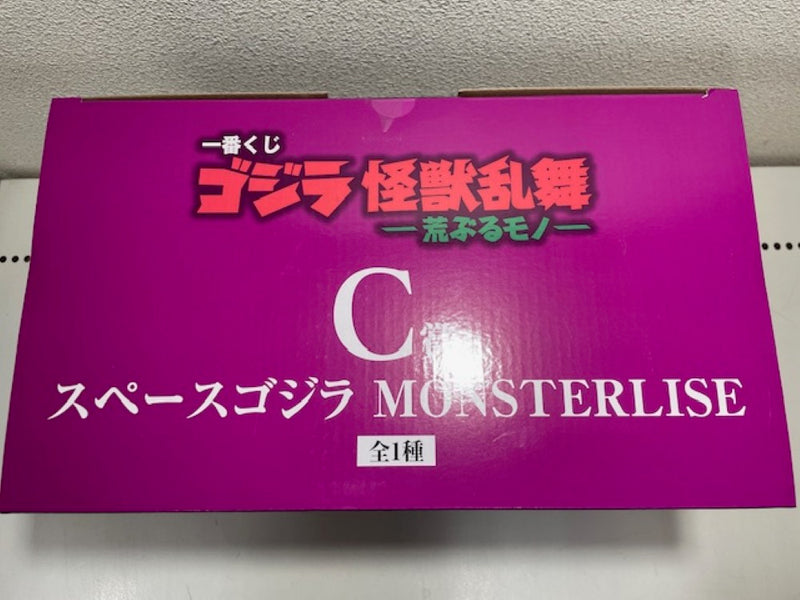 一番くじ
ゴジラ 怪獣乱舞
―荒ぶるモノ―
C賞
スペースゴジラ MONSTERLISE
全1種